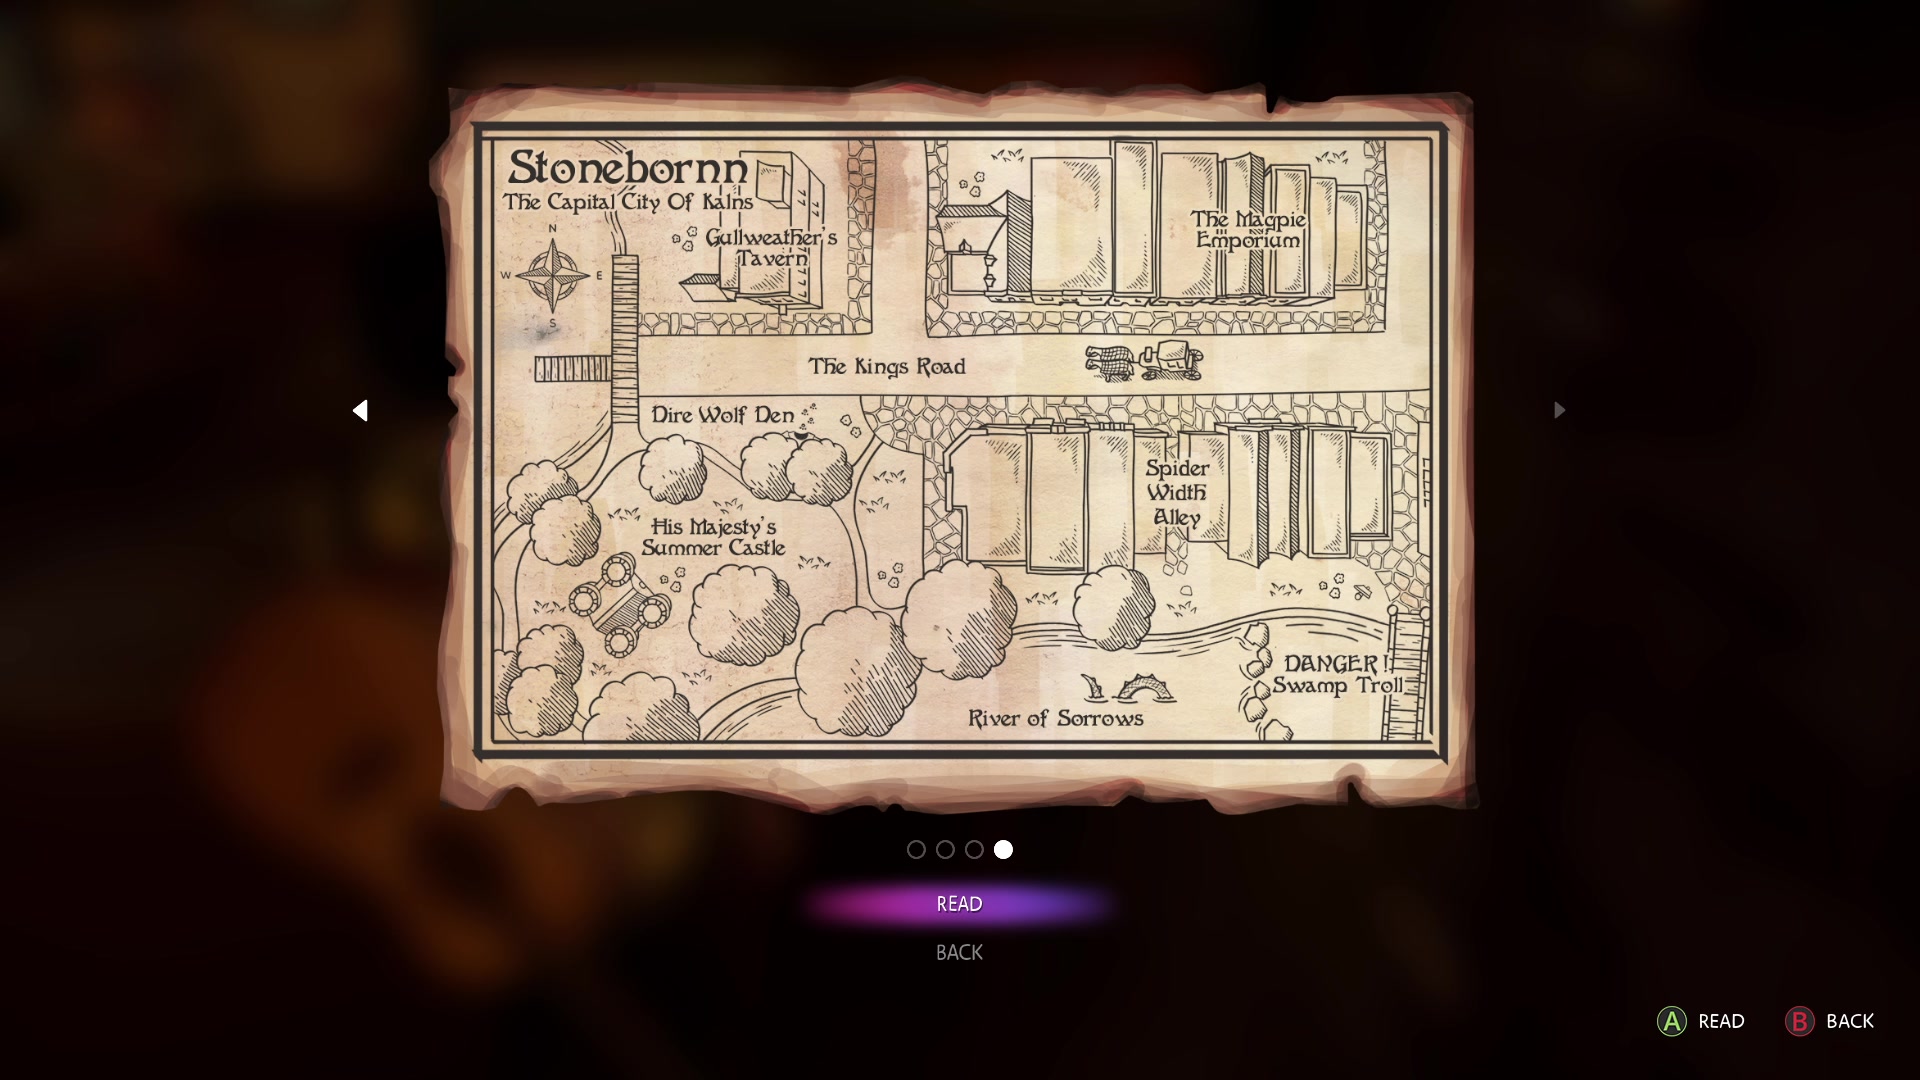 Stonebornn
The Capital City Of Kalns
N
W
E
S
Gullweather's
Tavern
The Magpie
Emporium
The Kings Road
Dire Wolf Den
Spider
Width
Alley
His Majesty's
Summer Castle
DANGER!
Swamp Troll
River of Sorrows
READ
BACK
A READ
B BACK